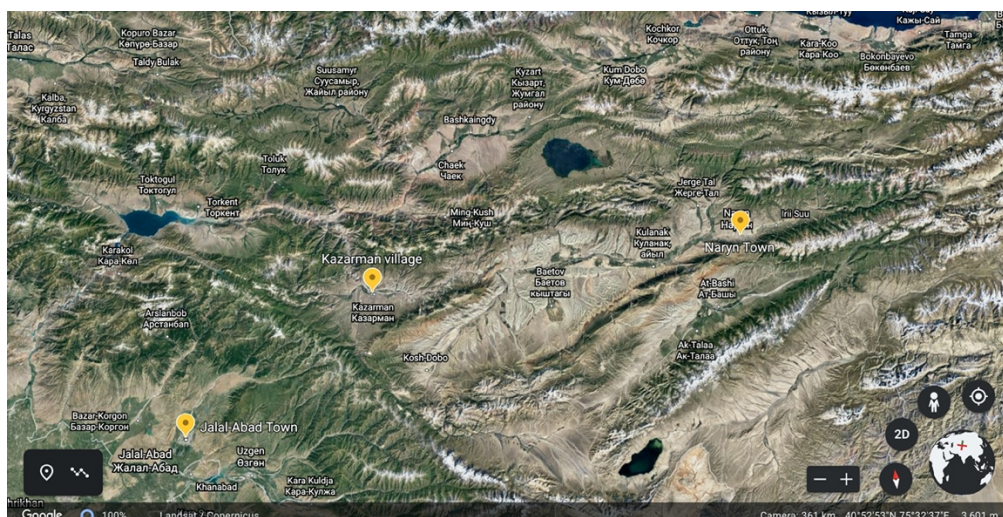 Talas
Талас
Kopuro Bazar
Көпүрө-Базар
Taldy Bulak
Suusamyr
Суусамыр,
Жайыл району
Kalba,
Kyrgyzstan
Калба
Toktogul
Токтогул
Torkent
Торкент
Toluk
Толук
Karakol
Кара-Көл
Arslanbob
Арстанбап
Kochkor
Кочкор
Ottuk
Оттук, Тоң
району
Kara-Koo
Кара Коо
Кажы-Сай
Tamga
Тамга
Bokonbayevo
Бөкөнбаев
Kyzart
Кызарт,
Жумгал
району
Kum Dobo
Кум-Дөбө
Bashkaingdy
Chaek
Чаек
Ming-Kush
Миң-Куш
Jerge Tal
Жерге-Тал
Irii Suu
Naryn Town
Kulanak
Куланак,
айыл
Baetov
Баетов
кыштагы
At-Bashi
Ат-Башы
Ak-Talaa
Ак-Талаа
Kosh-Dobo
Kazarman village
Kazarman
Казарман
Jalal-Abad Town
Jalal-Abad
Жалал-Абад
Bazar-Korgon
Базар-Коргон
Uzgen
Өзгөн
Khanabad
Kara Kuldja
Кара-Кулжа
2D
Google
100%
Landsat / Copernicus
Camera: 361 km 40°52'53"N 75°32'37"E 3,601 m